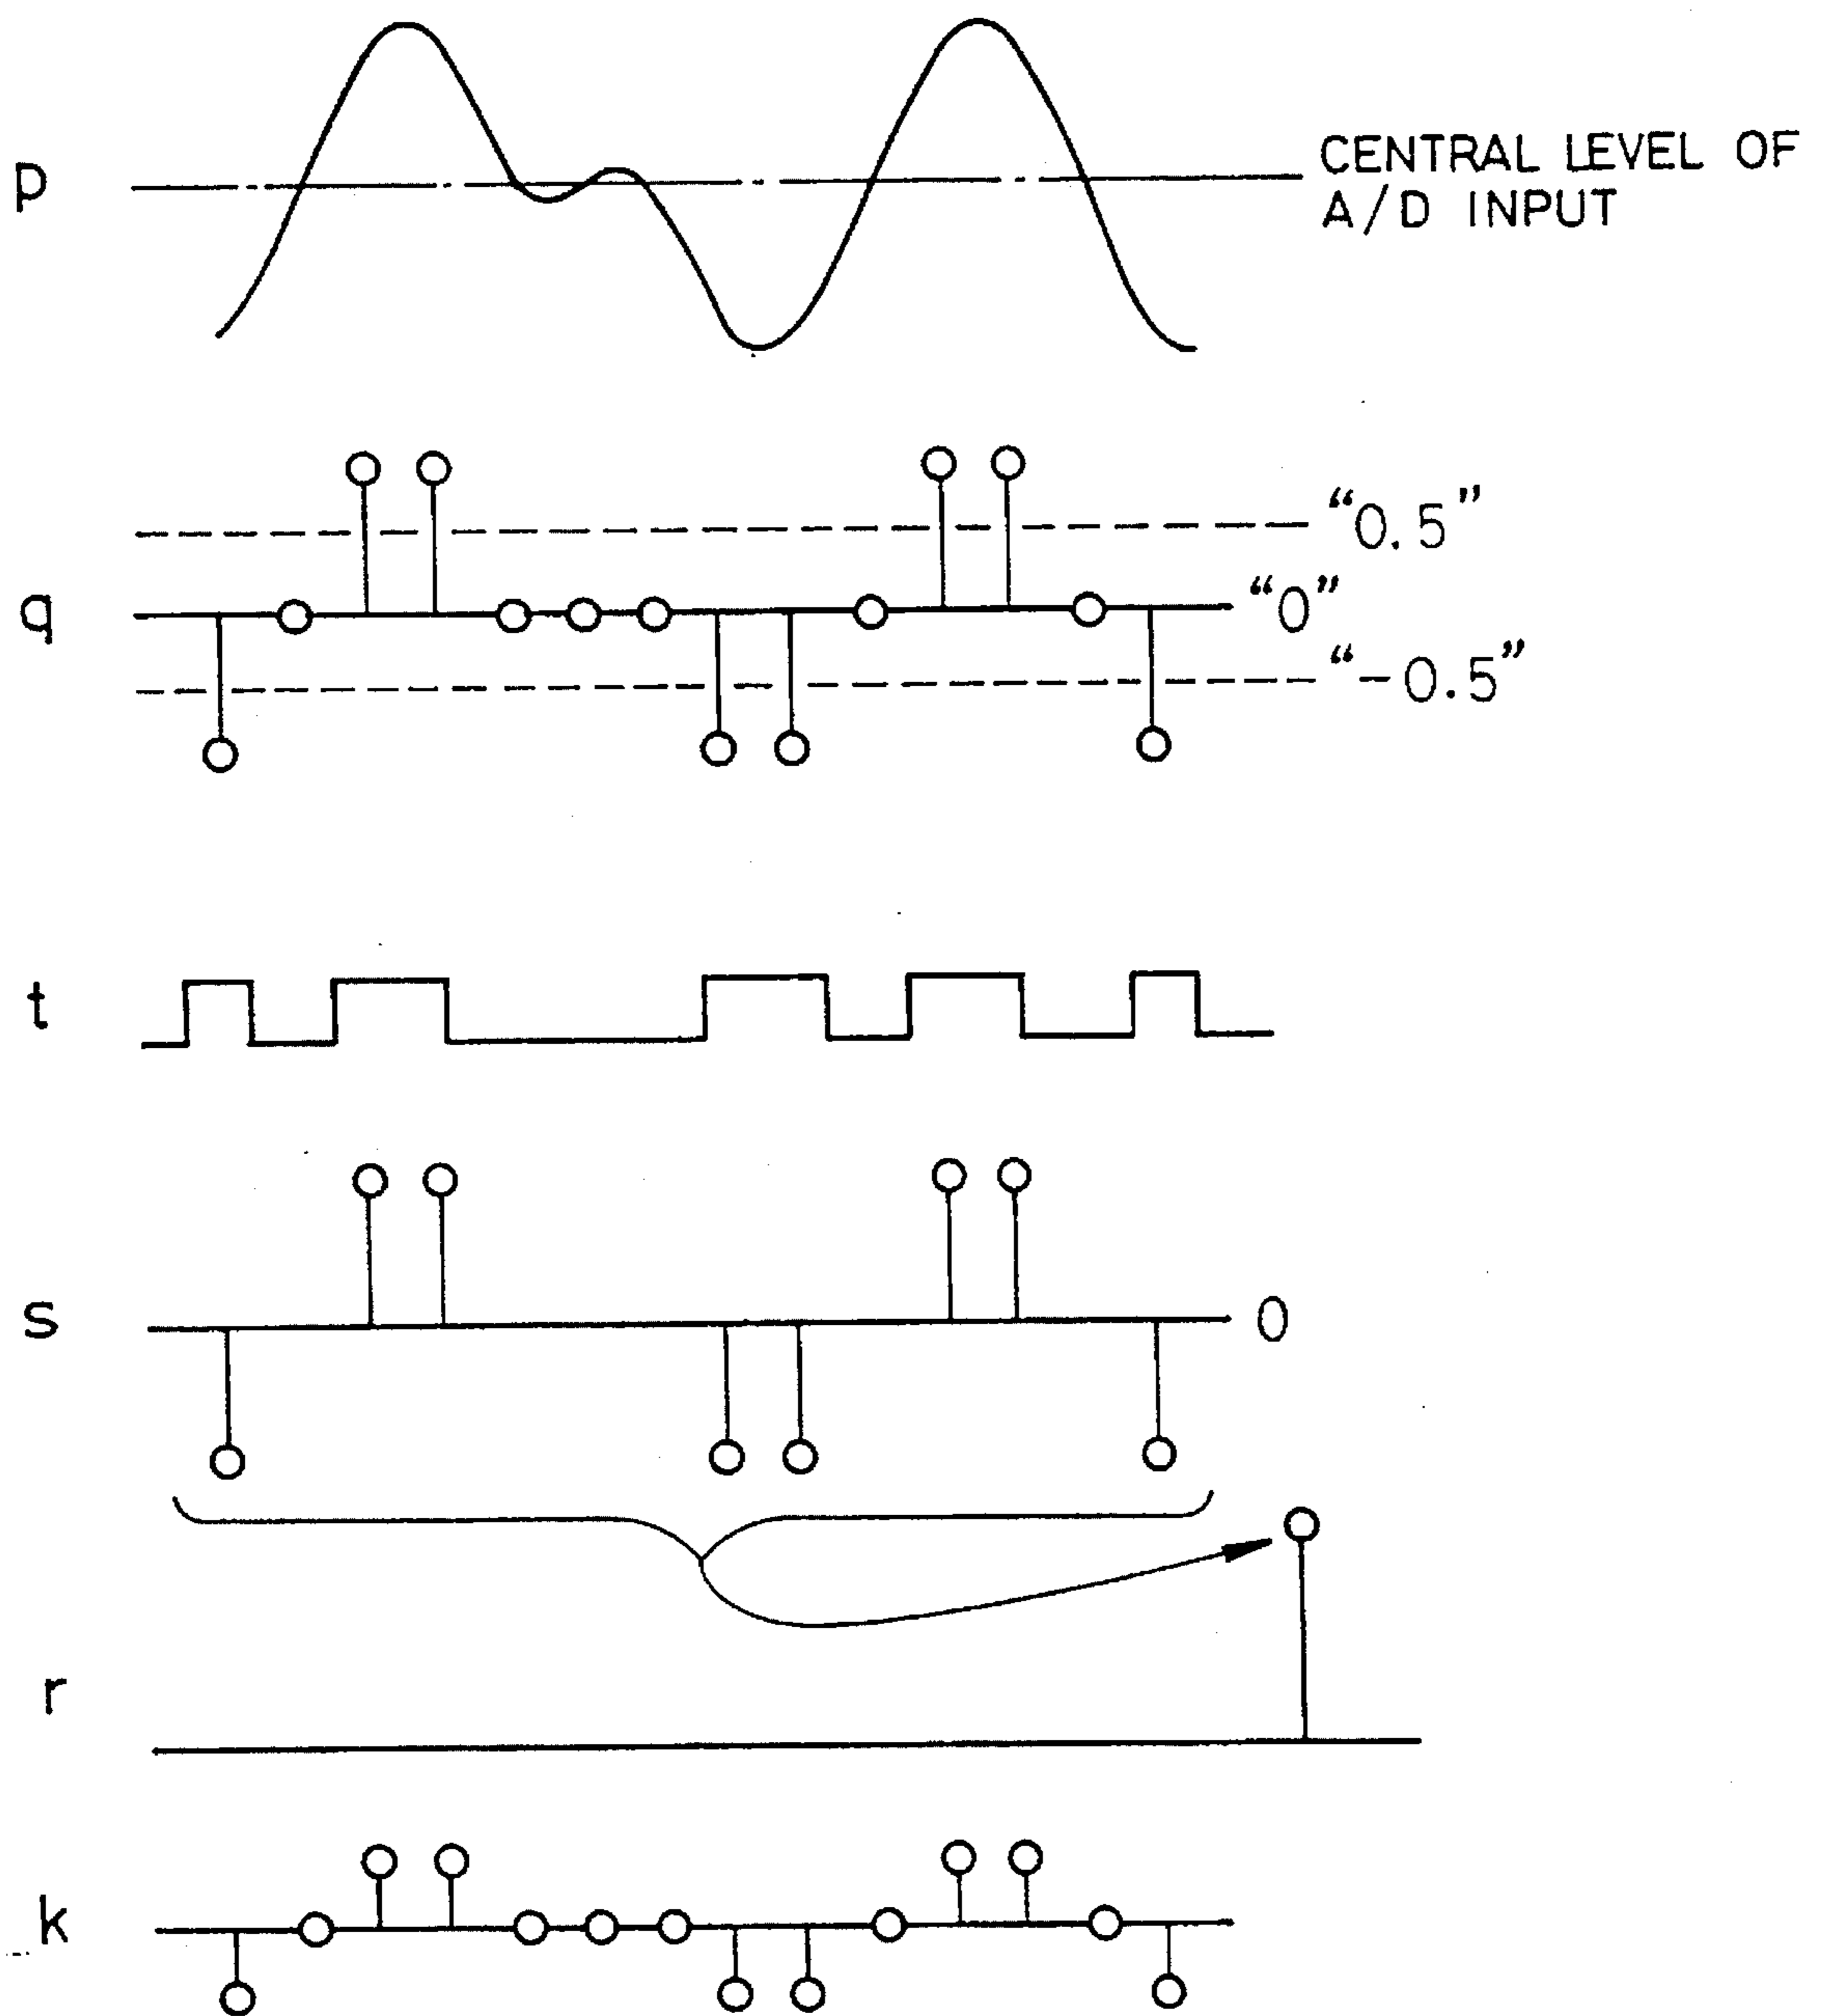 p
CENTRAL LEVEL OF
A/D INPUT
“0.5”
q
“0”
“-0.5”
t
s
0
r
k